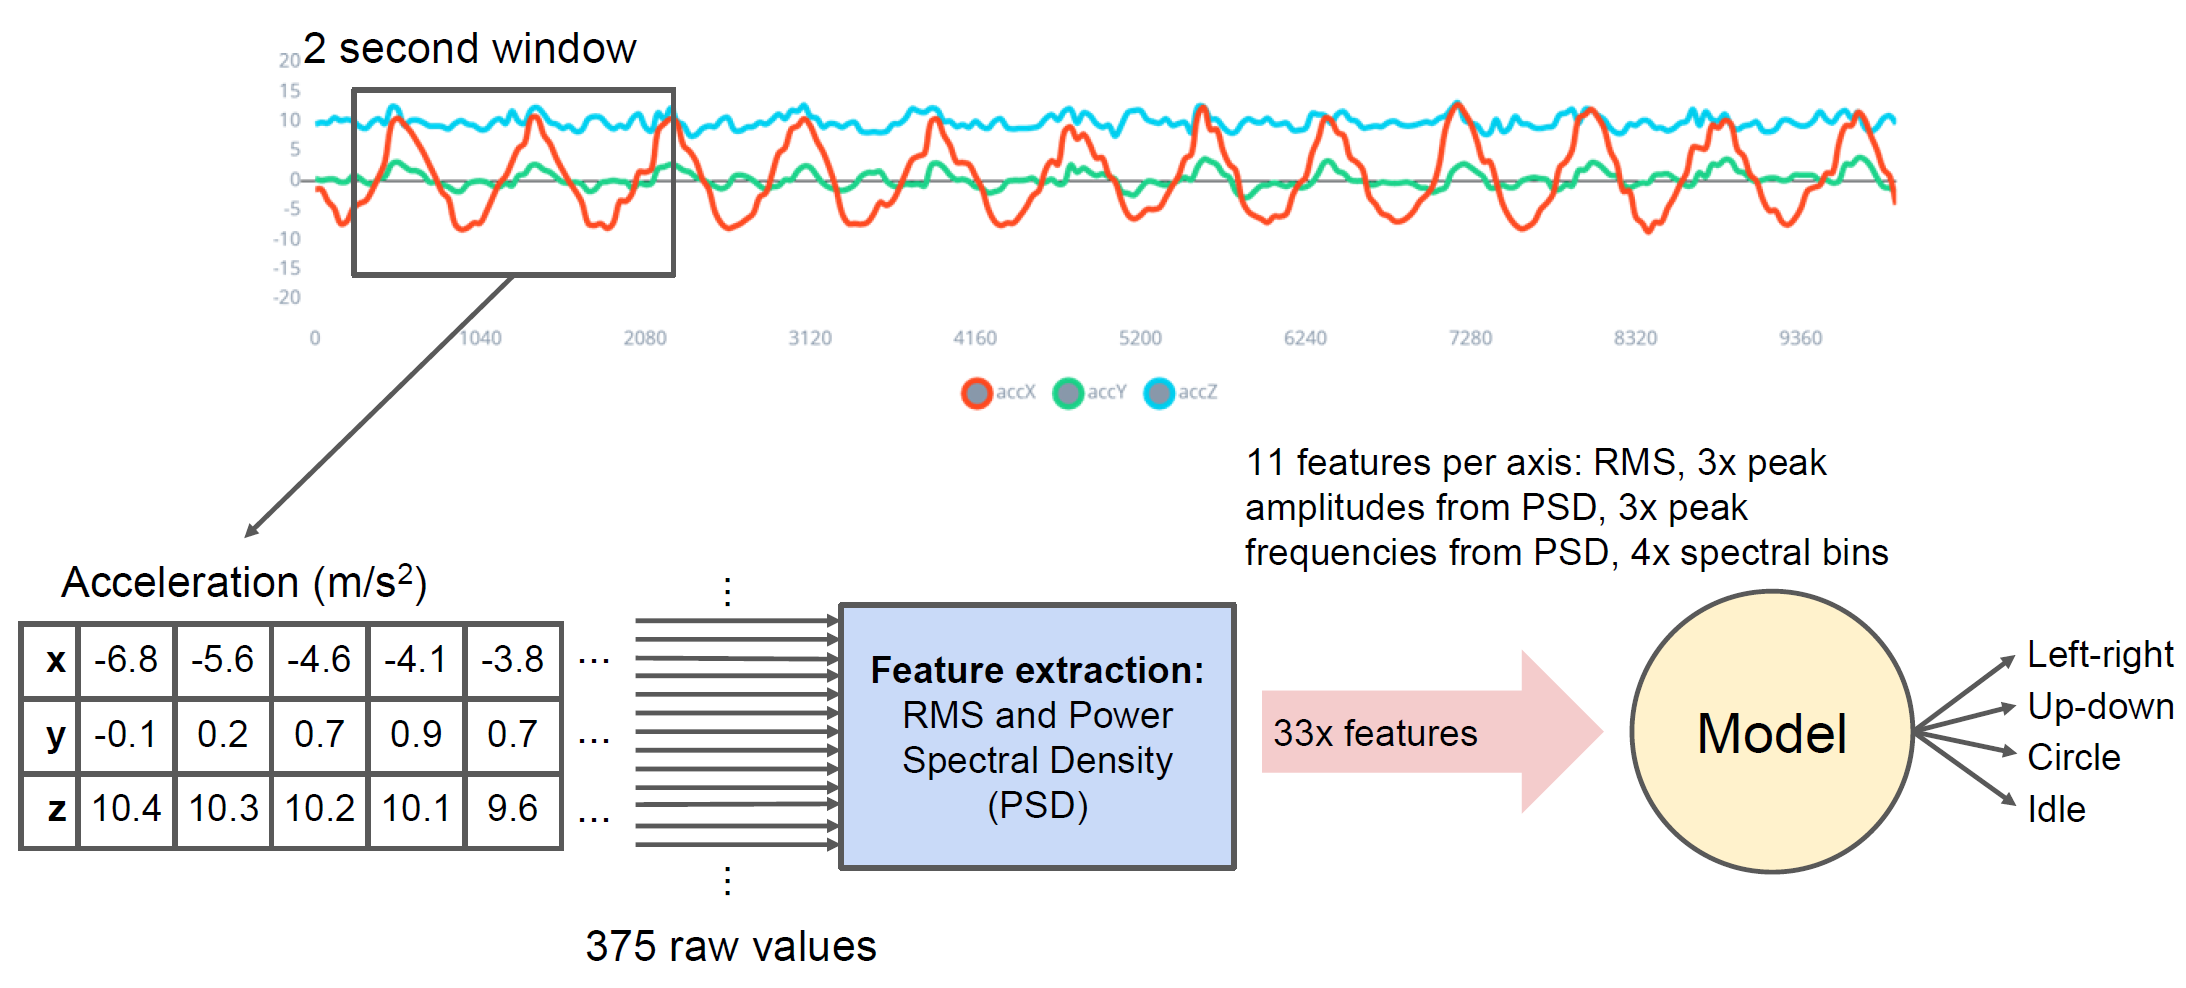 2 second window
20
15
10
5
0
-5
-10
-15
-20
0 1040 2080 3120 4160 5200 6240 7280 8320 9360
accX accY accZ
11 features per axis: RMS, 3x peak
amplitudes from PSD, 3x peak
frequencies from PSD, 4x spectral bins
Acceleration (m/s²)
x -6.8 -5.6 -4.6 -4.1 -3.8 ...
y -0.1 0.2 0.7 0.9 0.7 ...
z 10.4 10.3 10.2 10.1 9.6 ...
...
...
375 raw values
Feature extraction:
RMS and Power
Spectral Density
(PSD)
33x features
Model
Left-right
Up-down
Circle
Idle